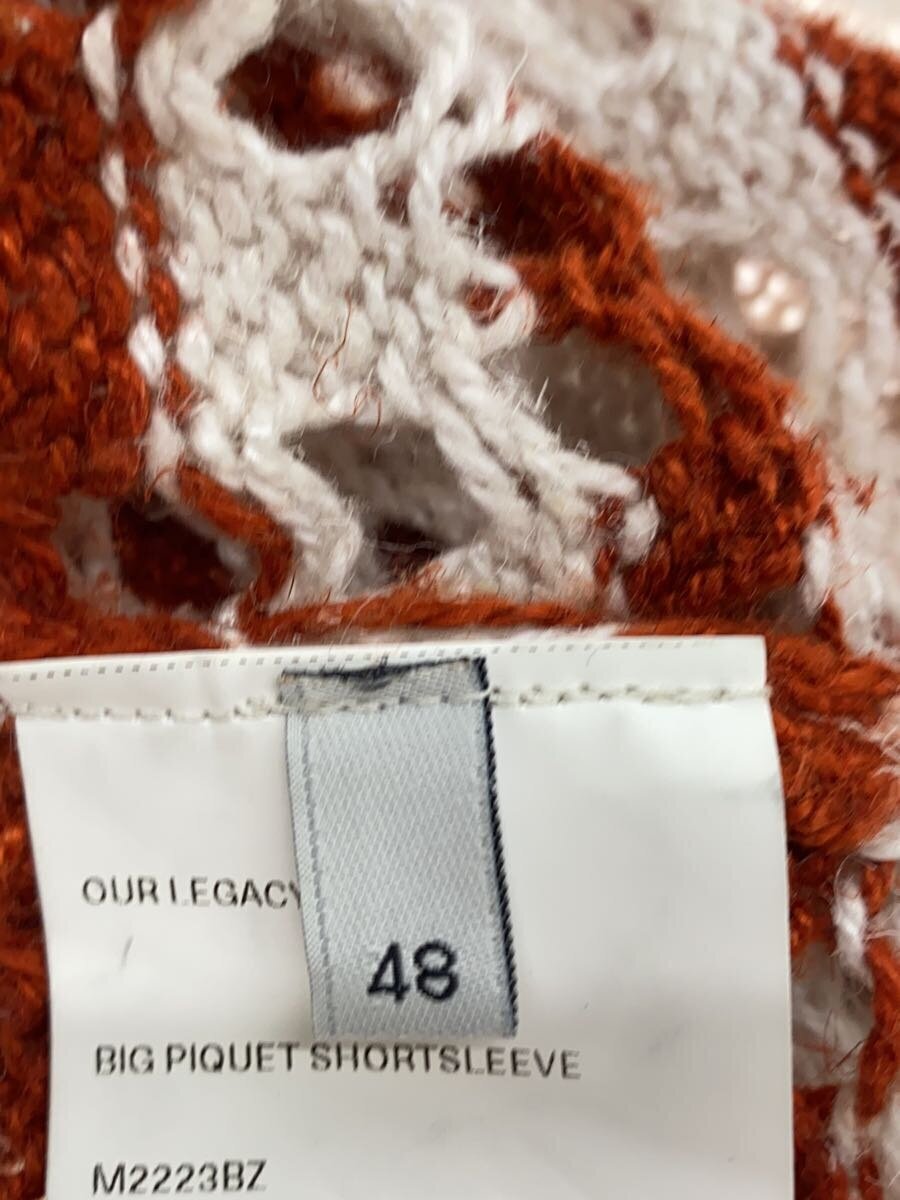 OUR LEGACY
48
BIG PIQUET SHORTSLEEVE
M2223BZ